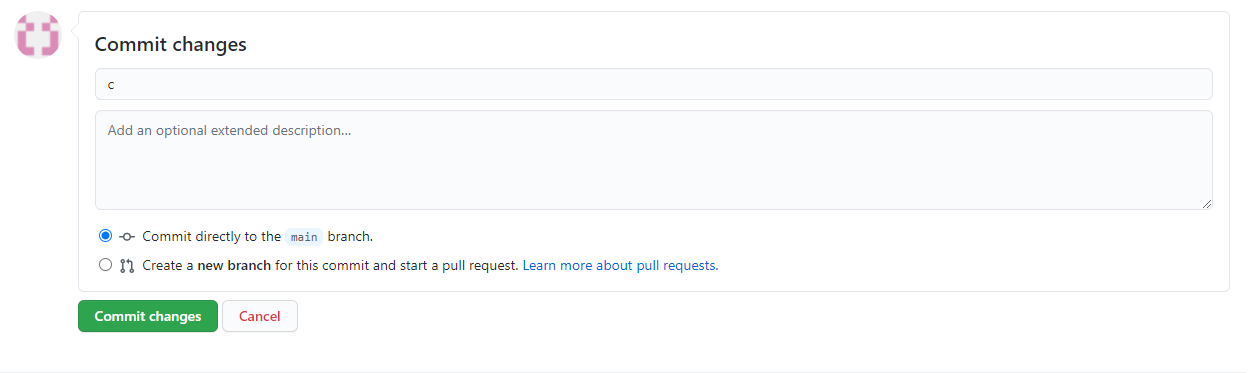 Commit changes
c
Add an optional extended description...
Commit directly to the main branch.
Create a new branch for this commit and start a pull request. Learn more about pull requests.
Commit changes Cancel